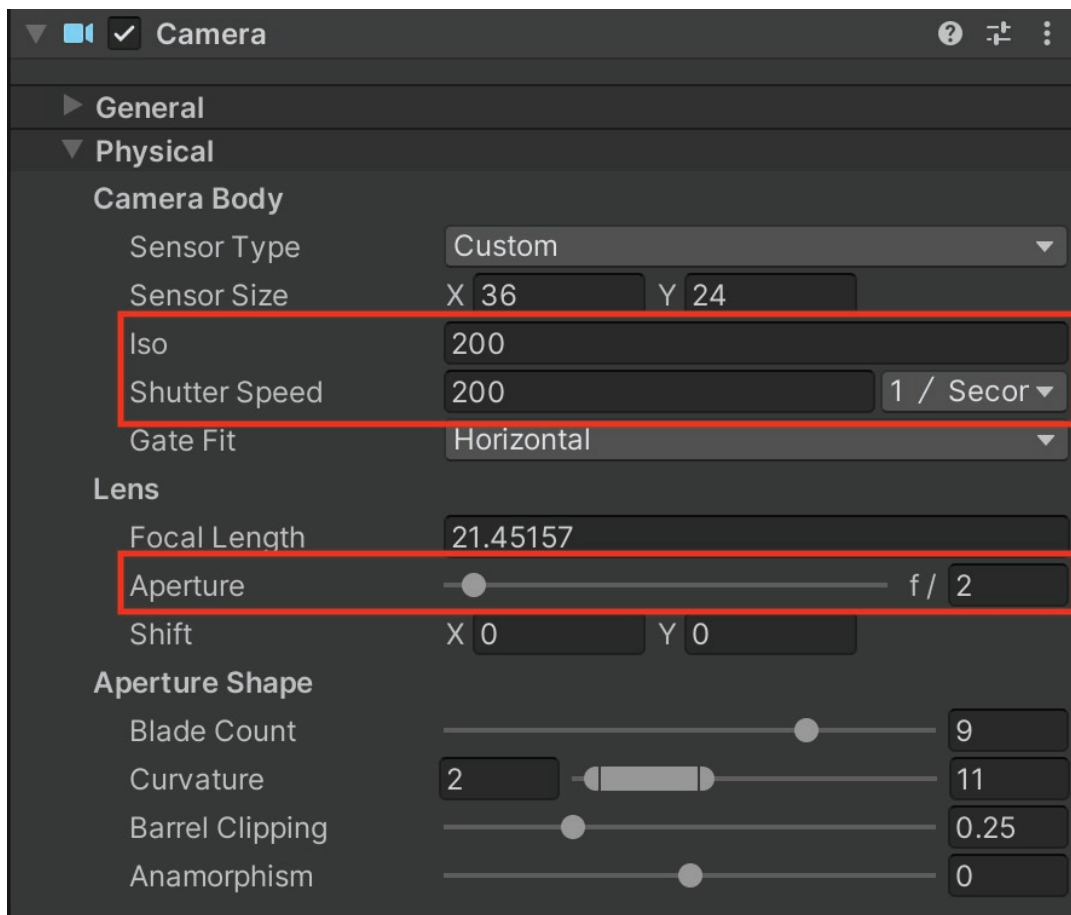 Camera
General
Physical
Camera Body
Sensor Type Custom
Sensor Size X 36 Y 24
Iso 200
Shutter Speed 200 1 / Secor
Gate Fit Horizontal
Lens
Focal Length 21.45157
Aperture f / 2
Shift X 0 Y 0
Aperture Shape
Blade Count 9
Curvature 2 11
Barrel Clipping 0.25
Anamorphism 0